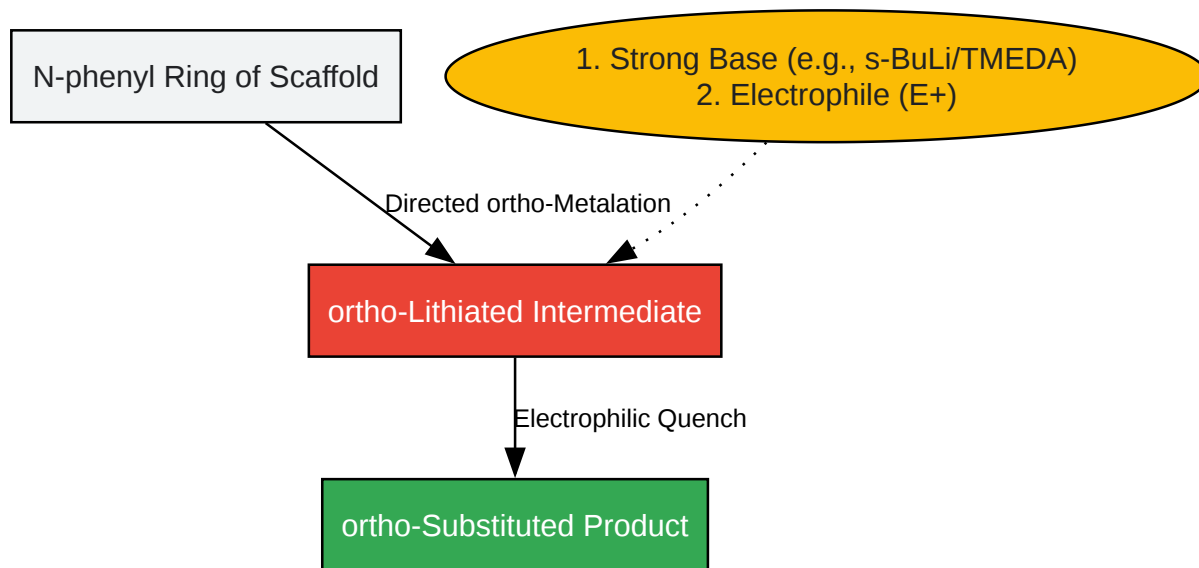 N-phenyl Ring of Scaffold
1. Strong Base (e.g., s-BuLi/TMEDA)
2. Electrophile (E+)
Directed ortho-Metalation
ortho-Lithiated Intermediate
Electrophilic Quench
ortho-Substituted Product